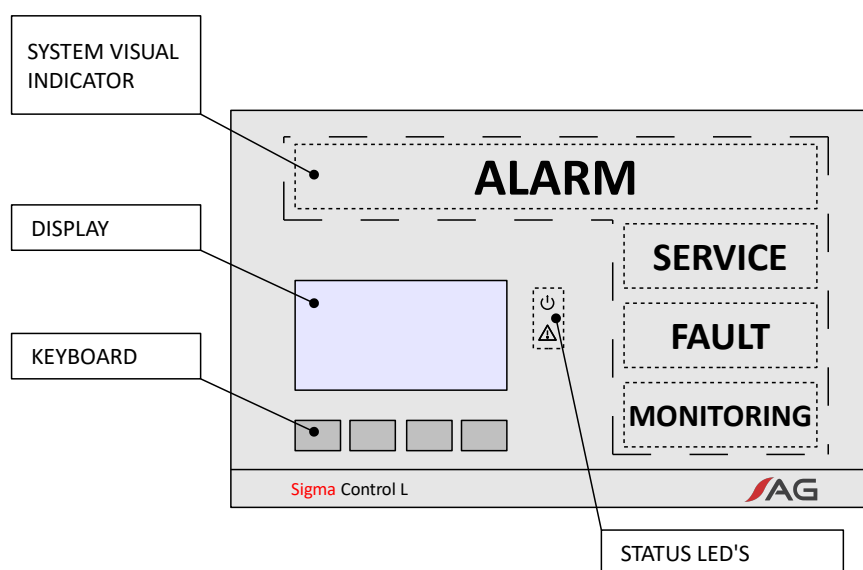 SYSTEM VISUAL
INDICATOR
ALARM
DISPLAY
SERVICE
FAULT
KEYBOARD
MONITORING
Sigma Control L
AG
STATUS LED'S